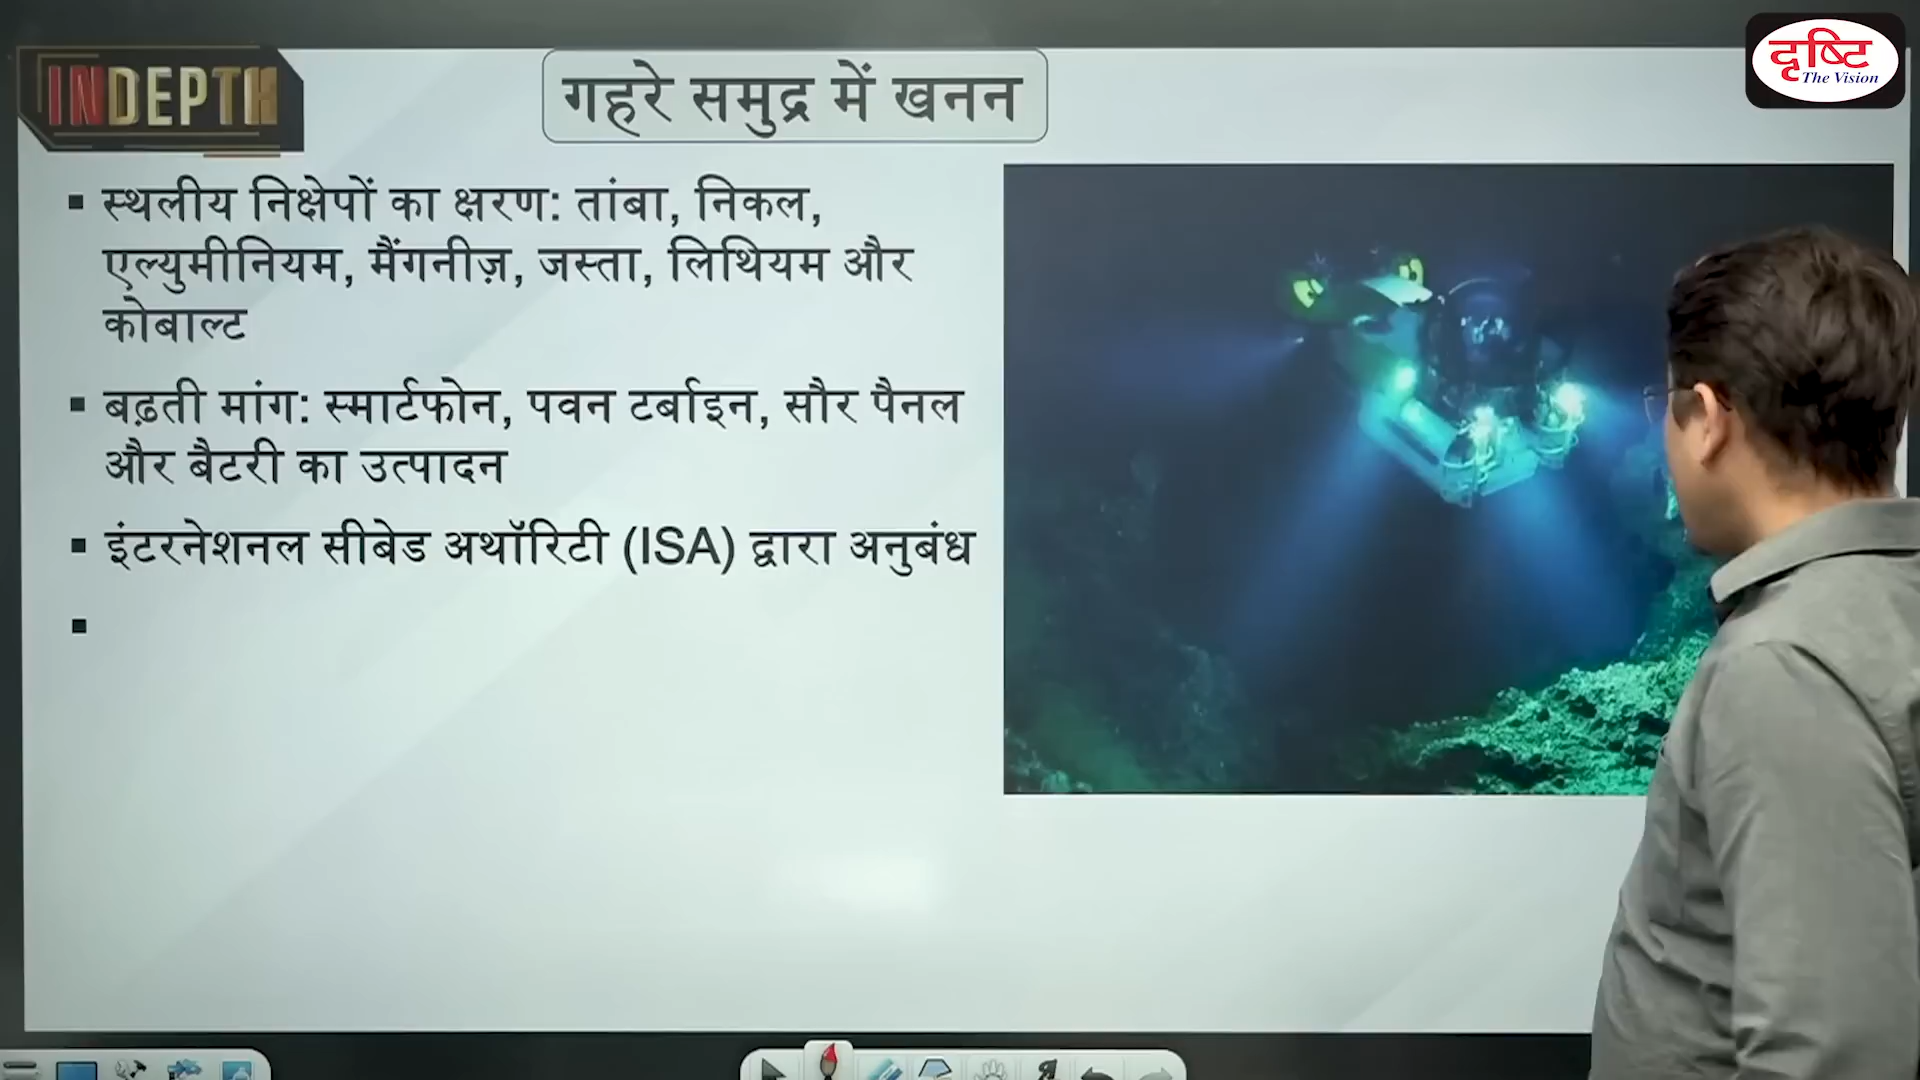 INDEPTH
गहरे समुद्र में खनन
दृष्टि
The Vision
▪ स्थलीय निक्षेपों का क्षरण: तांबा, निकल,
एल्युमीनियम, मैंगनीज़, जस्ता, लिथियम और
कोबाल्ट
▪ बढ़ती मांग: स्मार्टफोन, पवन टर्बाइन, सौर पैनल
और बैटरी का उत्पादन
▪ इंटरनेशनल सीबेड अथॉरिटी (ISA) द्वारा अनुबंध
▪